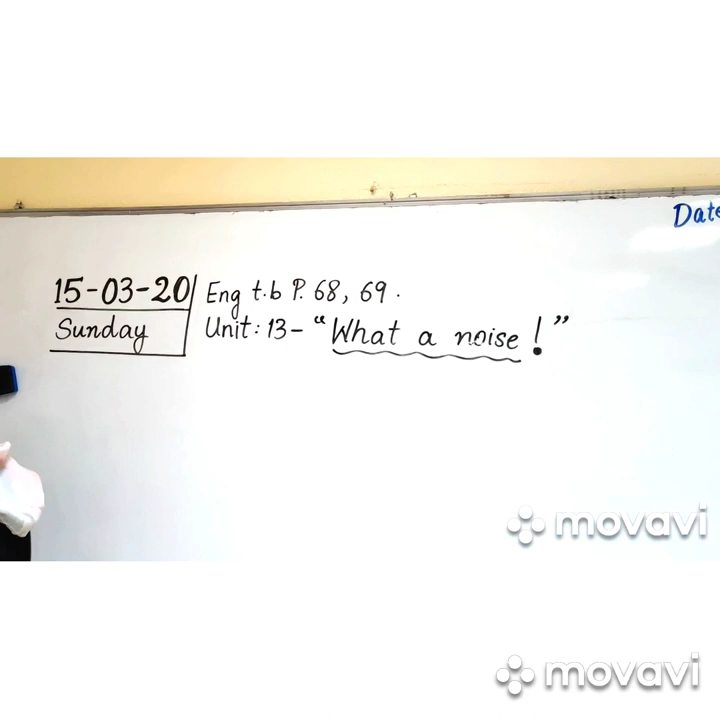 Date
15-03-20 Eng t.b P. 68, 69.
Sunday Unit: 13- "What a noise!"
movavi
movavi